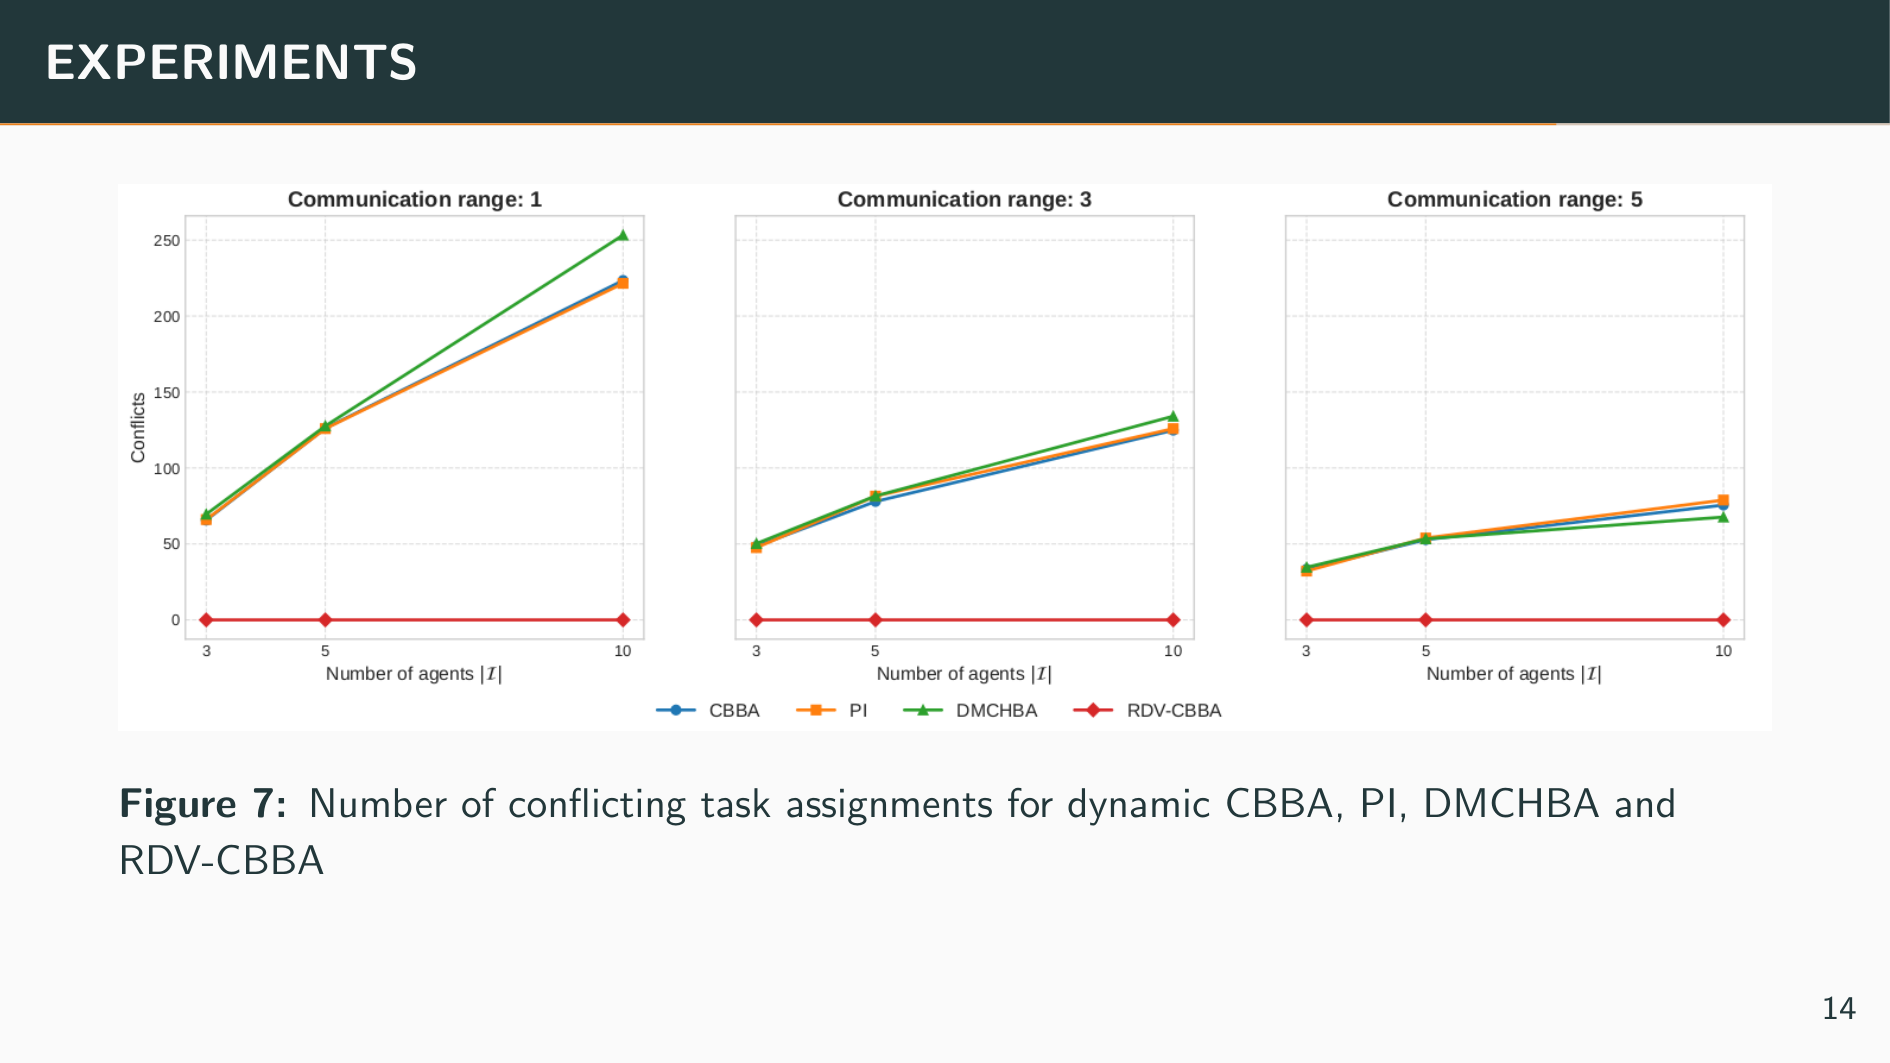 EXPERIMENTS
Communication range: 1
Communication range: 3
Communication range: 5
Conflicts
250
200
150
100
50
0
3 5 10
3 5 10
3 5 10
Number of agents |𝓘|
Number of agents |𝓘|
Number of agents |𝓘|
CBBA PI DMCHBA RDV-CBBA
Figure 7: Number of conflicting task assignments for dynamic CBBA, PI, DMCHBA and
RDV-CBBA
14